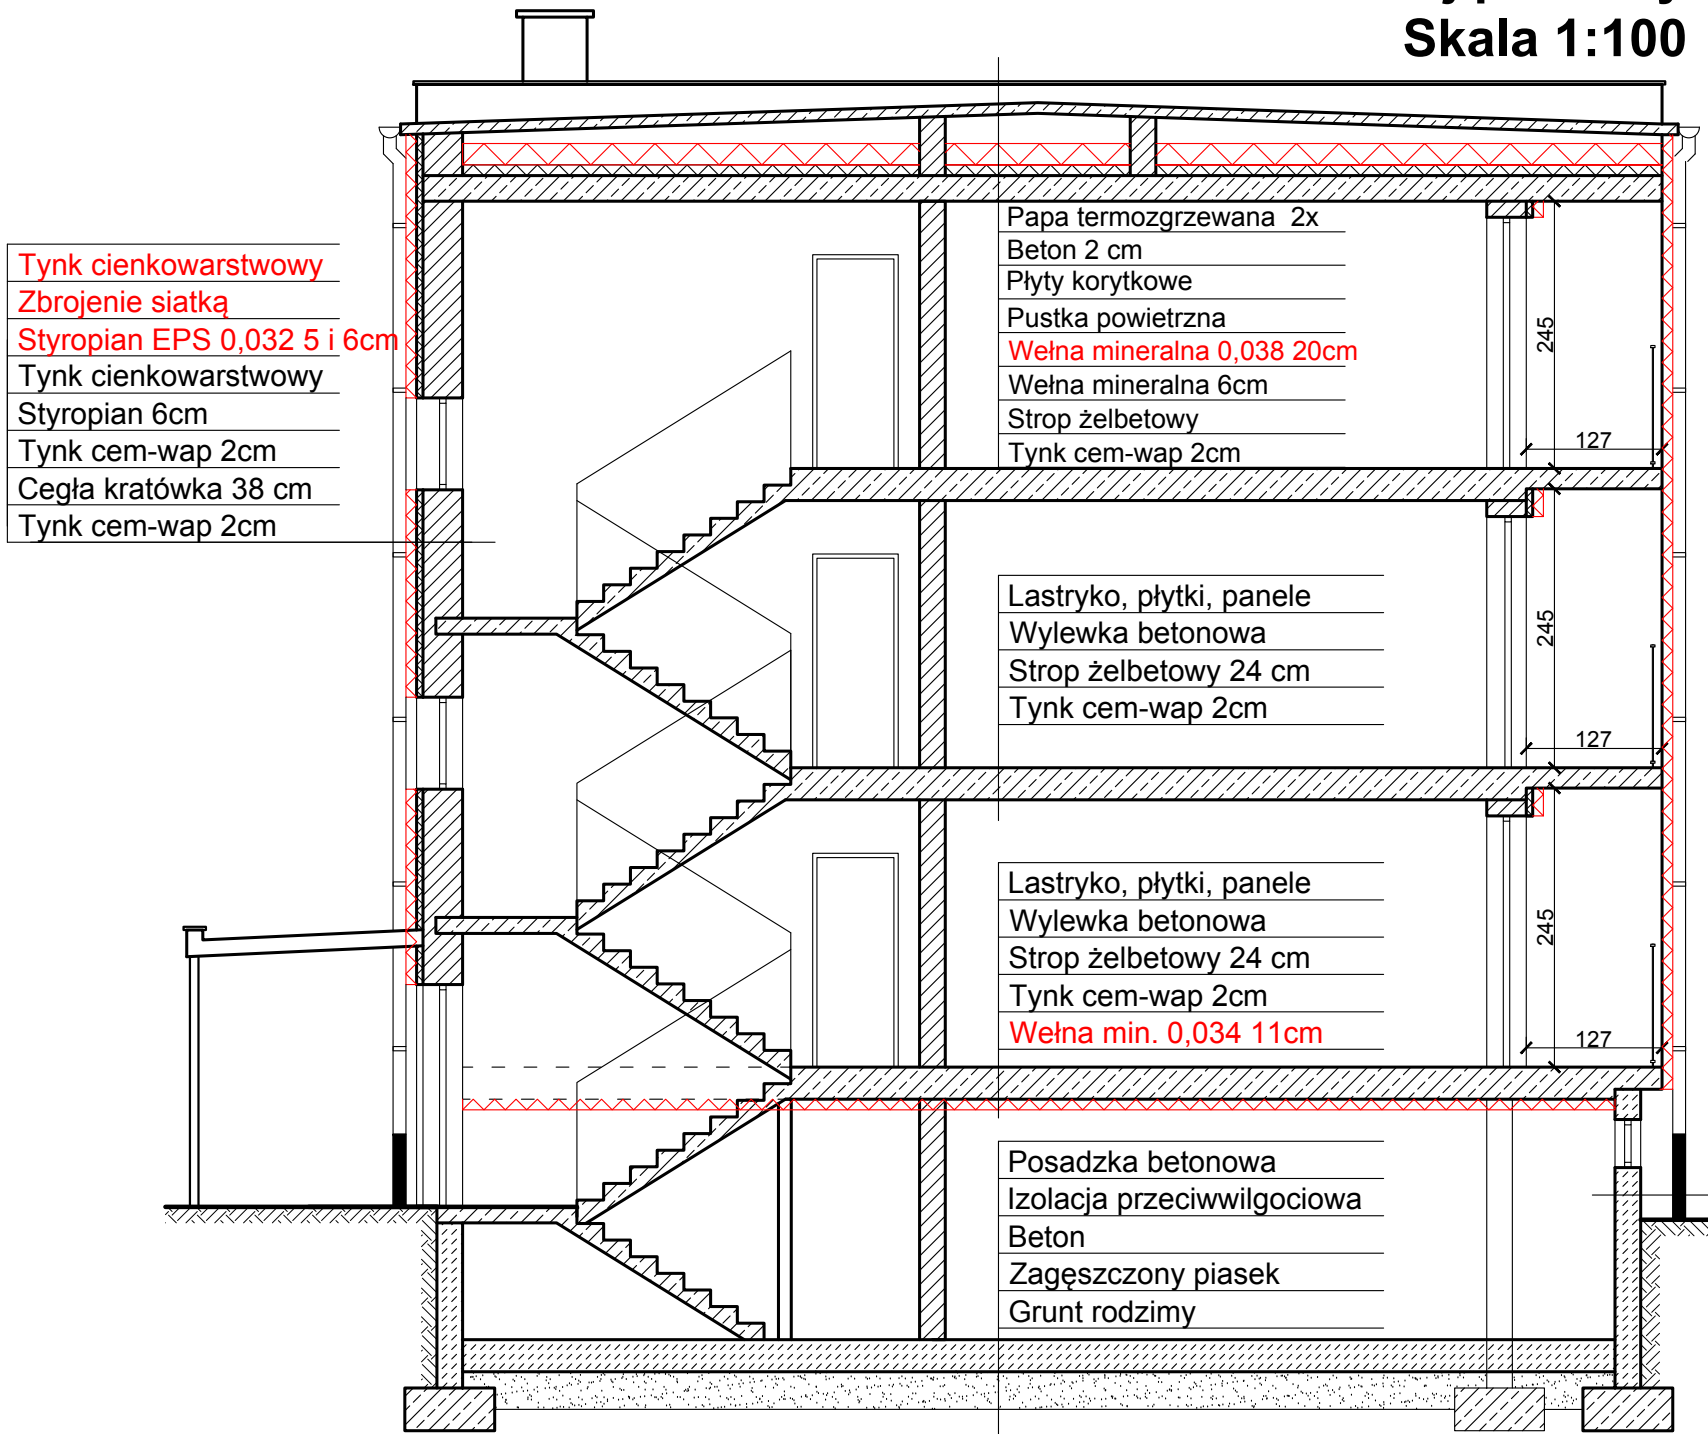 Skala 1:100
Tynk cienkowarstwowy
Zbrojenie siatką
Styropian EPS 0,032 5 i 6cm
Tynk cienkowarstwowy
Styropian 6cm
Tynk cem-wap 2cm
Cegła kratówka 38 cm
Tynk cem-wap 2cm
Papa termozgrzewana 2x
Beton 2 cm
Płyty korytkowe
Pustka powietrzna
Wełna mineralna 0,038 20cm
Wełna mineralna 6cm
Strop żelbetowy
Tynk cem-wap 2cm
245
127
Lastryko, płytki, panele
Wylewka betonowa
Strop żelbetowy 24 cm
Tynk cem-wap 2cm
245
127
Lastryko, płytki, panele
Wylewka betonowa
Strop żelbetowy 24 cm
Tynk cem-wap 2cm
Wełna min. 0,034 11cm
245
127
Posadzka betonowa
Izolacja przeciwwilgociowa
Beton
Zagęszczony piasek
Grunt rodzimy